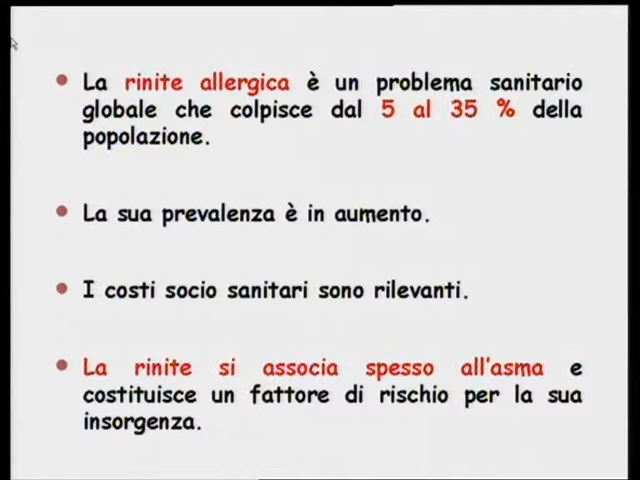 La rinite allergica è un problema sanitario
globale che colpisce dal 5 al 35 % della
popolazione.
La sua prevalenza è in aumento.
I costi socio sanitari sono rilevanti.
La rinite si associa spesso all'asma e
costituisce un fattore di rischio per la sua
insorgenza.